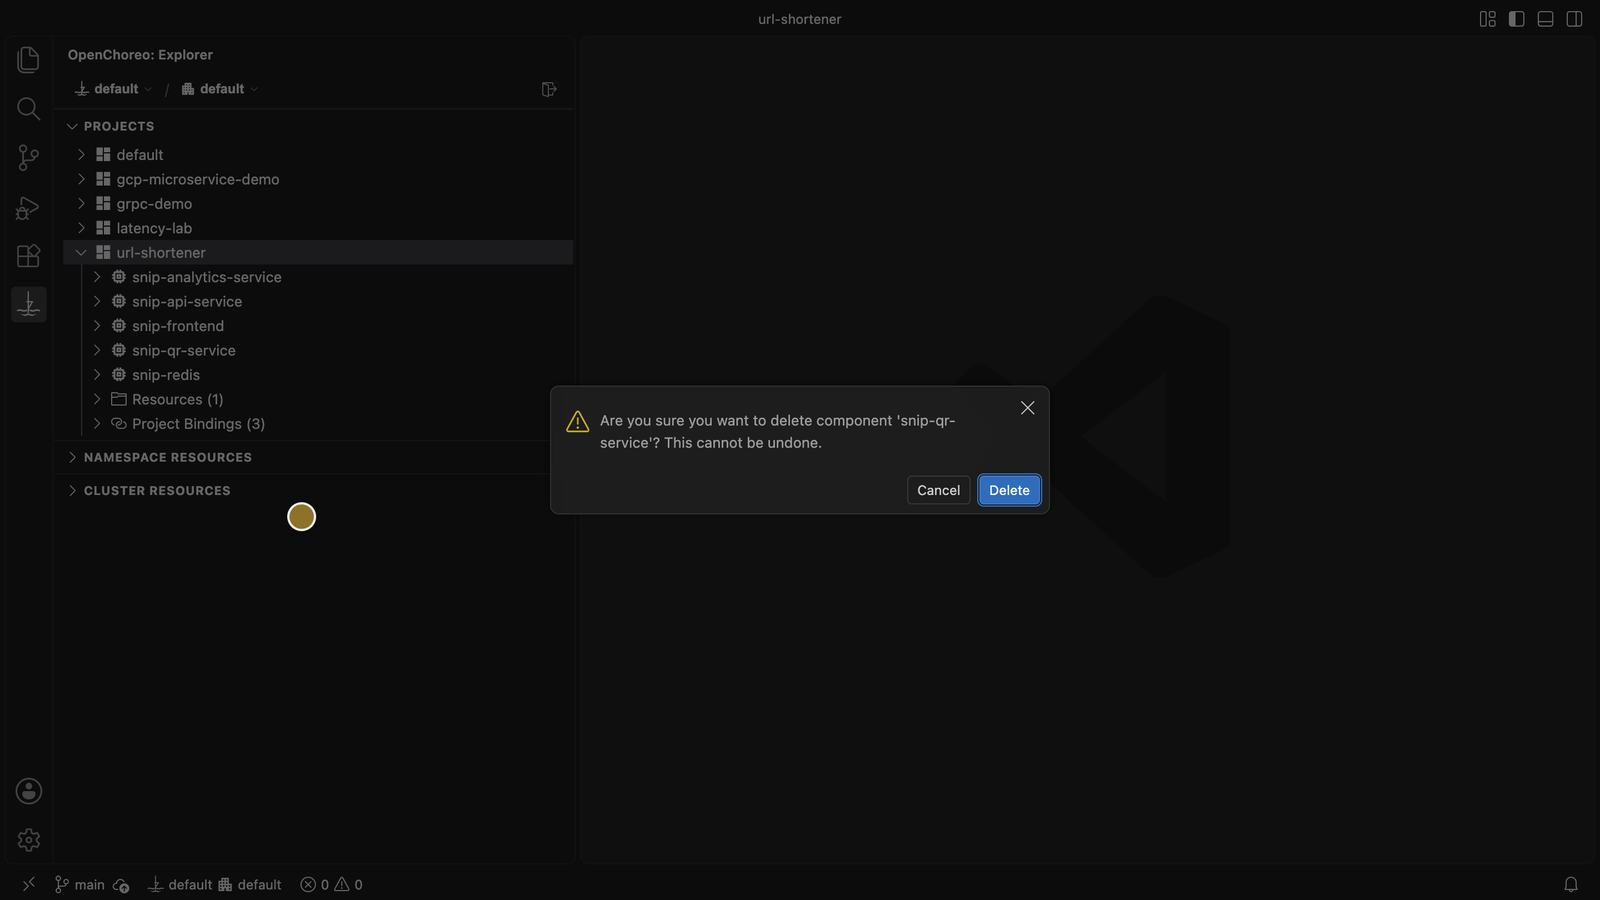 url-shortener
OpenChoreo: Explorer
default / default
PROJECTS
default
gcp-microservice-demo
grpc-demo
latency-lab
url-shortener
snip-analytics-service
snip-api-service
snip-frontend
snip-qr-service
snip-redis
Resources (1)
Project Bindings (3)
NAMESPACE RESOURCES
CLUSTER RESOURCES
Are you sure you want to delete component 'snip-qr-
service'? This cannot be undone.
Cancel Delete
main default default 0 0